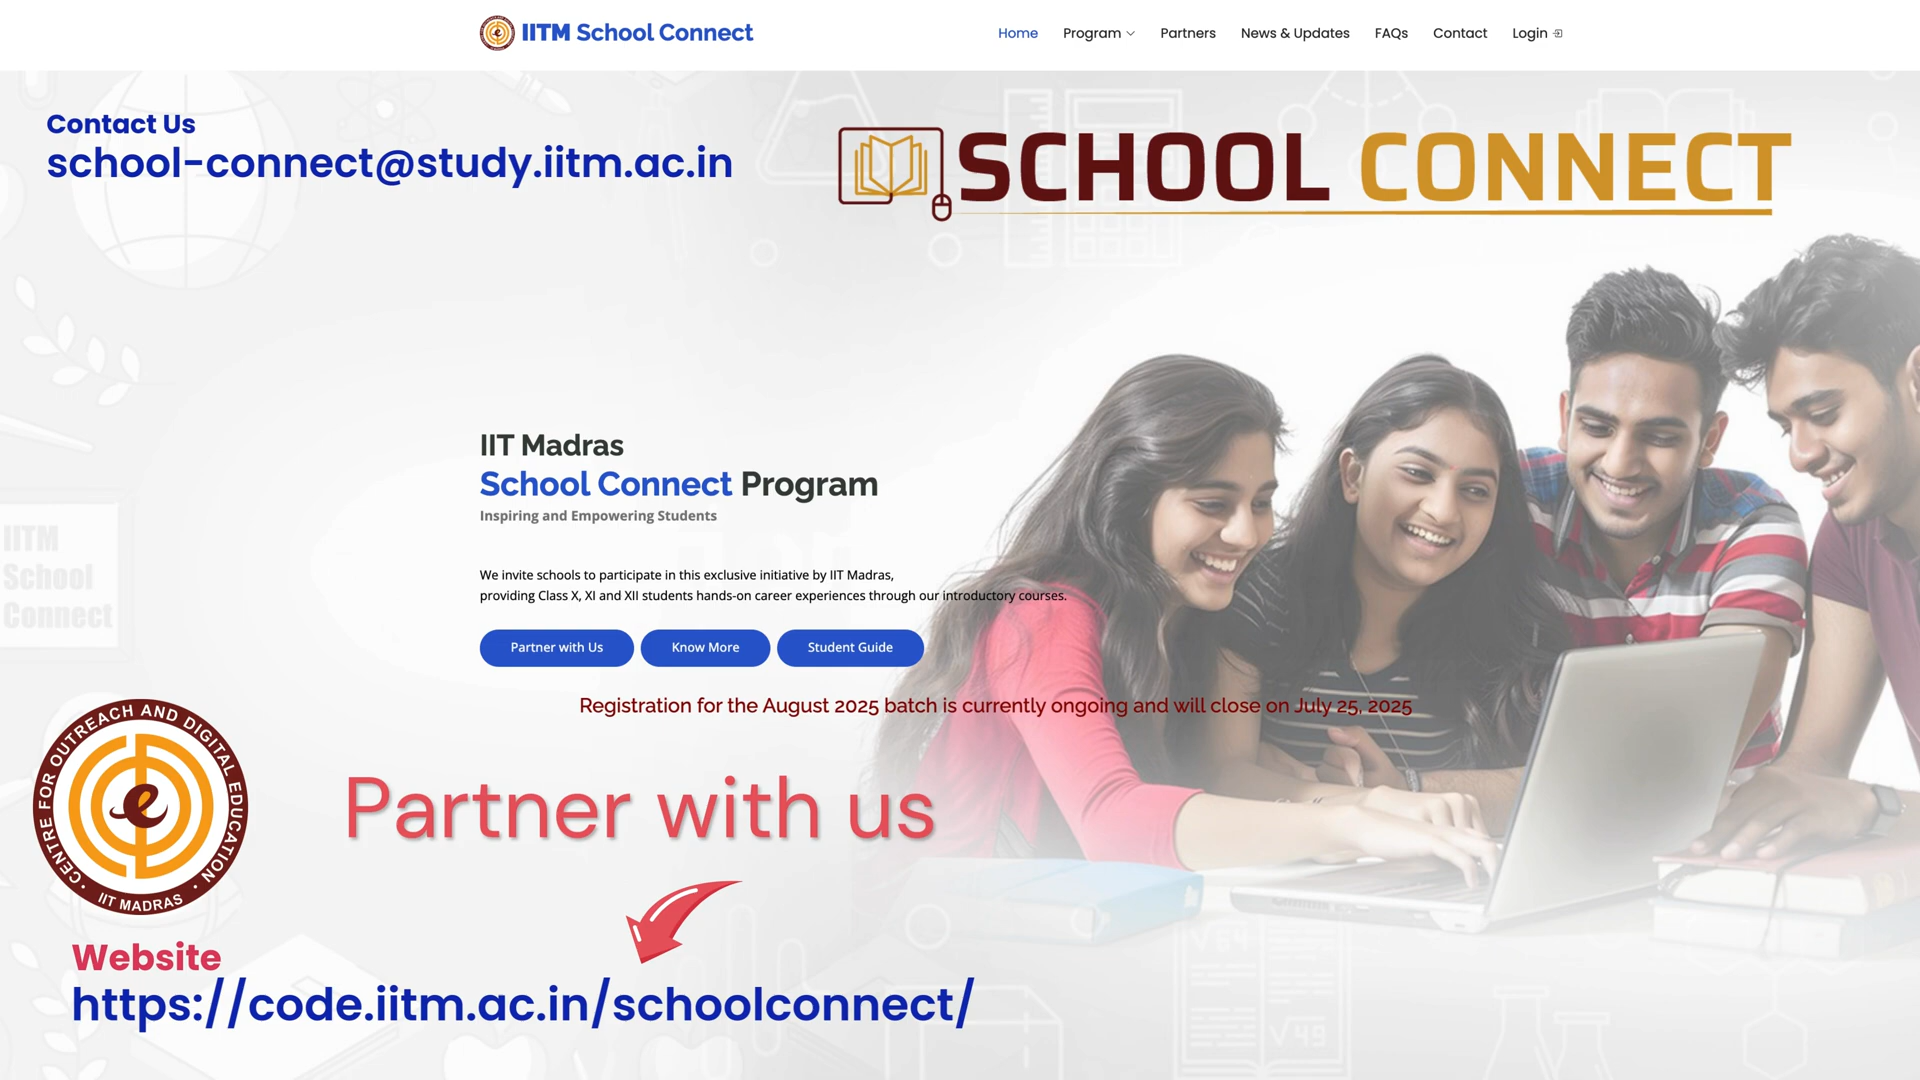 IITM School Connect
Home Program Partners News & Updates FAQs Contact Login
Contact Us
school-connect@study.iitm.ac.in
SCHOOL CONNECT
IIT Madras
School Connect Program
Inspiring and Empowering Students
We invite schools to participate in this exclusive initiative by IIT Madras,
providing Class X, XI and XII students hands-on career experiences through our introductory courses.
Partner with Us Know More Student Guide
Registration for the August 2025 batch is currently ongoing and will close on July 25, 2025
IITM
School
Connect
CENTRE FOR OUTREACH AND DIGITAL EDUCATION
IIT MADRAS
Partner with us
Website
https://code.iitm.ac.in/schoolconnect/
√49